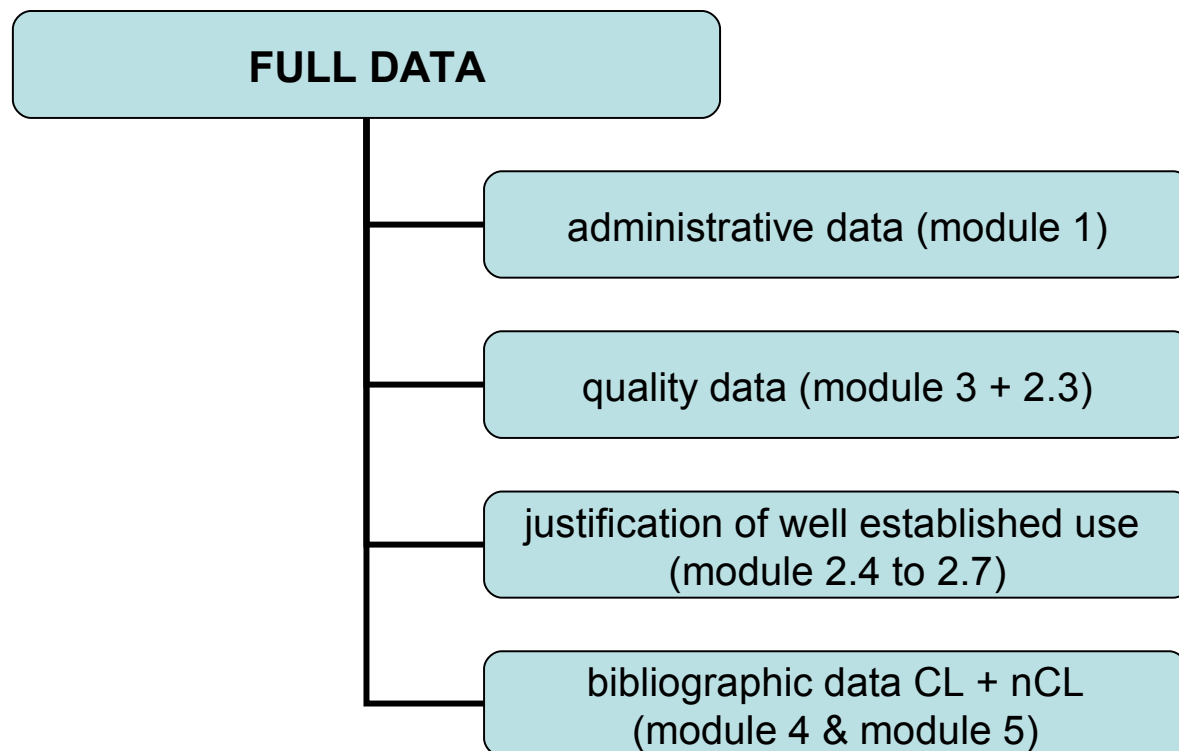 FULL DATA
administrative data (module 1)
quality data (module 3 + 2.3)
justification of well established use
(module 2.4 to 2.7)
bibliographic data CL + nCL
(module 4 & module 5)